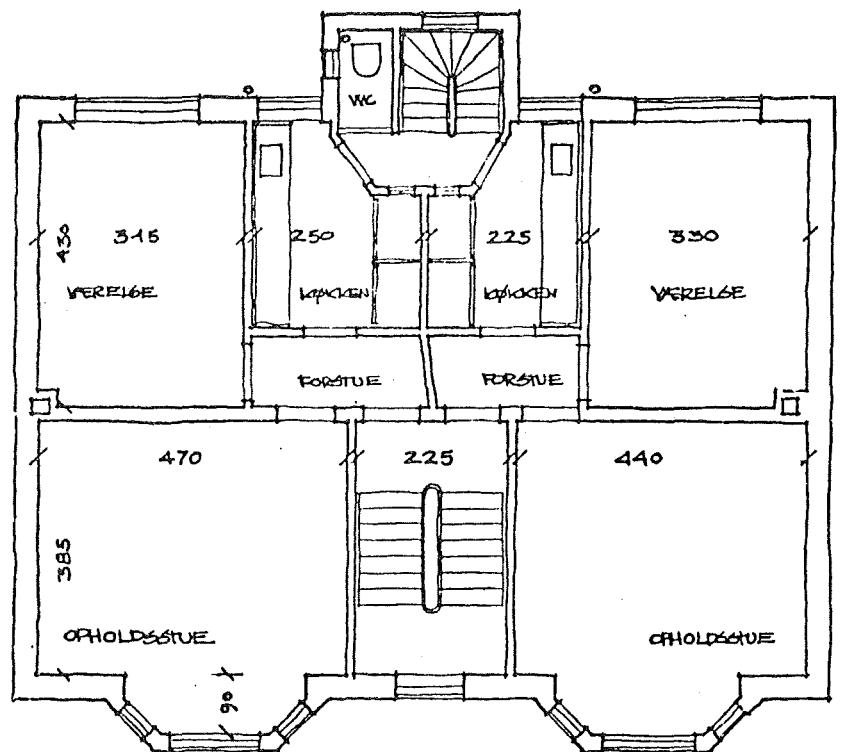 WC
315
250
225
330
430
VÆRELSE
KØKKEN
KØKKEN
VÆRELSE
FORSTUE
FORSTUE
470
225
440
385
OPHOLDSSTUE
OPHOLDSSTUE
90